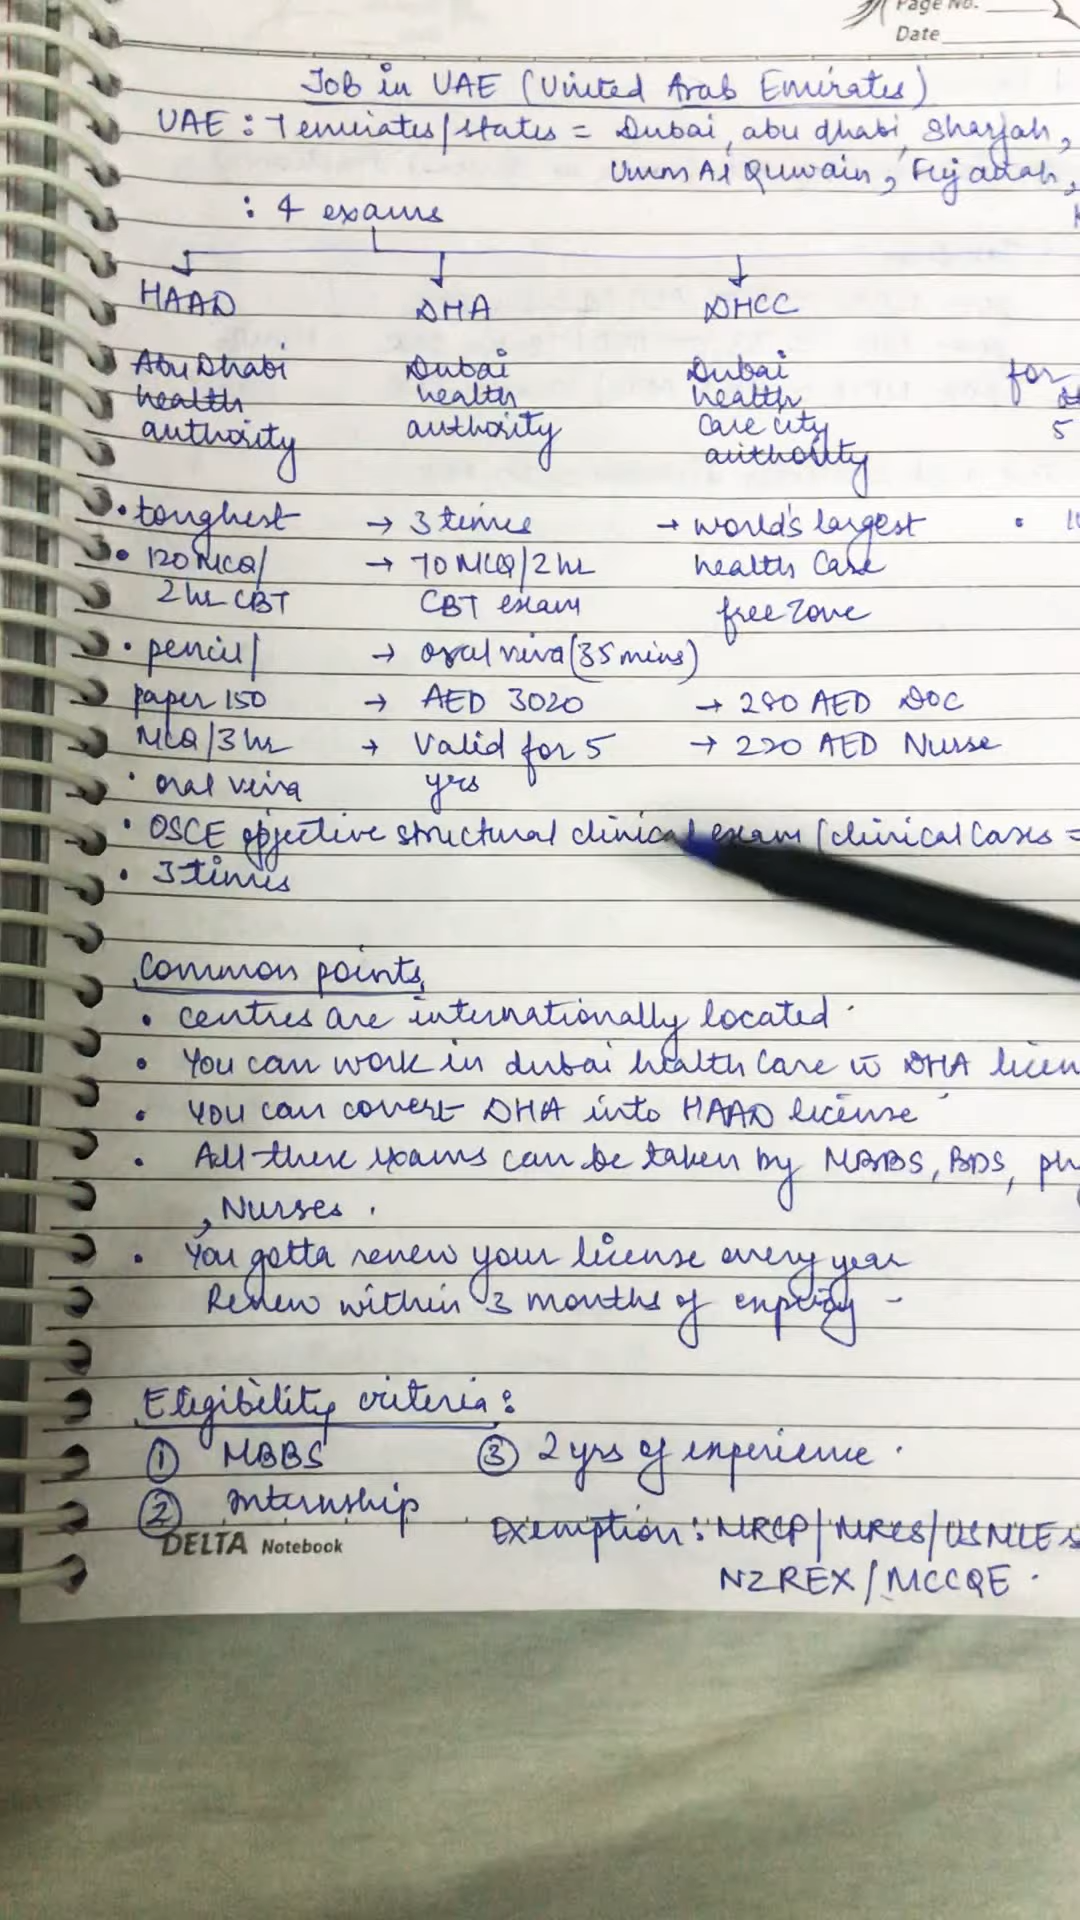 Page No.
Date
Job in UAE (United Arab Emirates)
UAE : 7 emirates/states = Dubai, abu dhabi, Sharjah,
Umm Al Quwain, Fujairah,
: 4 exams
HAAD DHA DHCC
Abu Dhabi Dubai Dubai for
health health health
authority authority Care city 5
authority
• toughest → 3 times → world's largest •
• 120 MCQ/ → 70 MCQ/2 hr health Care
2 hr CBT CBT exam free Zone
• pencil/ → oral viva (35 mins)
paper 150 → AED 3020 → 280 AED DOC
MCQ/3 hr → Valid for 5 → 220 AED Nurse
• oral viva yrs
• OSCE objective structural clinical exam (clinical cases =
• 3 times
Common points
• centres are internationally located.
• You can work in dubai health Care w DHA licen
• You can covert DHA into HAAD license
• All these exams can be taken by MBBS, BDS, phy
, Nurses.
• You gotta renew your license every year
Renew within 3 months of expiry -
Eligibility criteria:
① MBBS ③ 2 yrs of experience.
② Internship
Exemption: MRCP/MRCS/USMLEs
DELTA Notebook
NZREX/MCCQE.